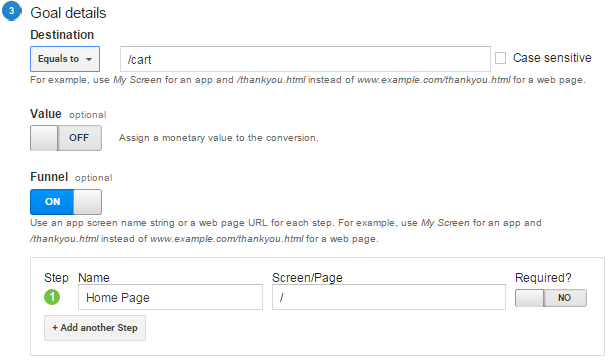 3 Goal details
Destination
Equals to /cart Case sensitive
For example, use My Screen for an app and /thankyou.html instead of www.example.com/thankyou.html for a web page.
Value optional
OFF Assign a monetary value to the conversion.
Funnel optional
ON
Use an app screen name string or a web page URL for each step. For example, use My Screen for an app and
/thankyou.html instead of www.example.com/thankyou.html for a web page.
Step Name Screen/Page Required?
1 Home Page / NO
+ Add another Step